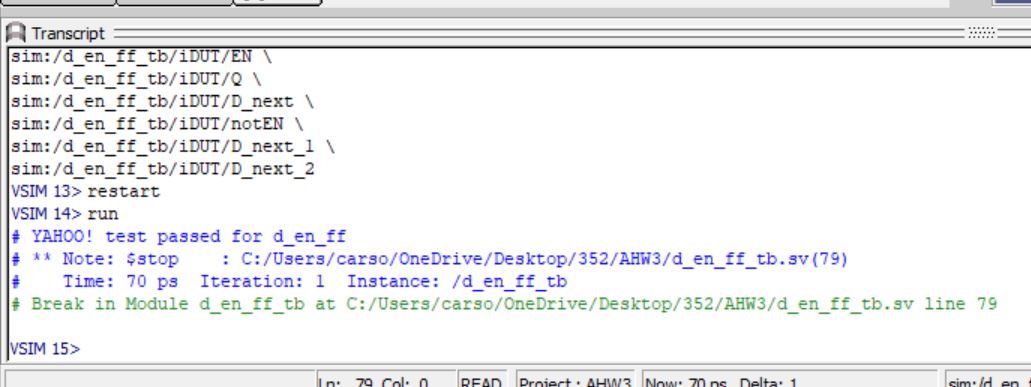 Transcript
sim:/d_en_ff_tb/iDUT/EN \
sim:/d_en_ff_tb/iDUT/Q \
sim:/d_en_ff_tb/iDUT/D_next \
sim:/d_en_ff_tb/iDUT/notEN \
sim:/d_en_ff_tb/iDUT/D_next_1 \
sim:/d_en_ff_tb/iDUT/D_next_2
VSIM 13> restart
VSIM 14> run
# YAHOO! test passed for d_en_ff
# ** Note: $stop    : C:/Users/carso/OneDrive/Desktop/352/AHW3/d_en_ff_tb.sv(79)
#    Time: 70 ps  Iteration: 1  Instance: /d_en_ff_tb
# Break in Module d_en_ff_tb at C:/Users/carso/OneDrive/Desktop/352/AHW3/d_en_ff_tb.sv line 79
VSIM 15>
Ln: 79 Col: 0 READ Project : AHW3 Now: 70 ps Delta: 1